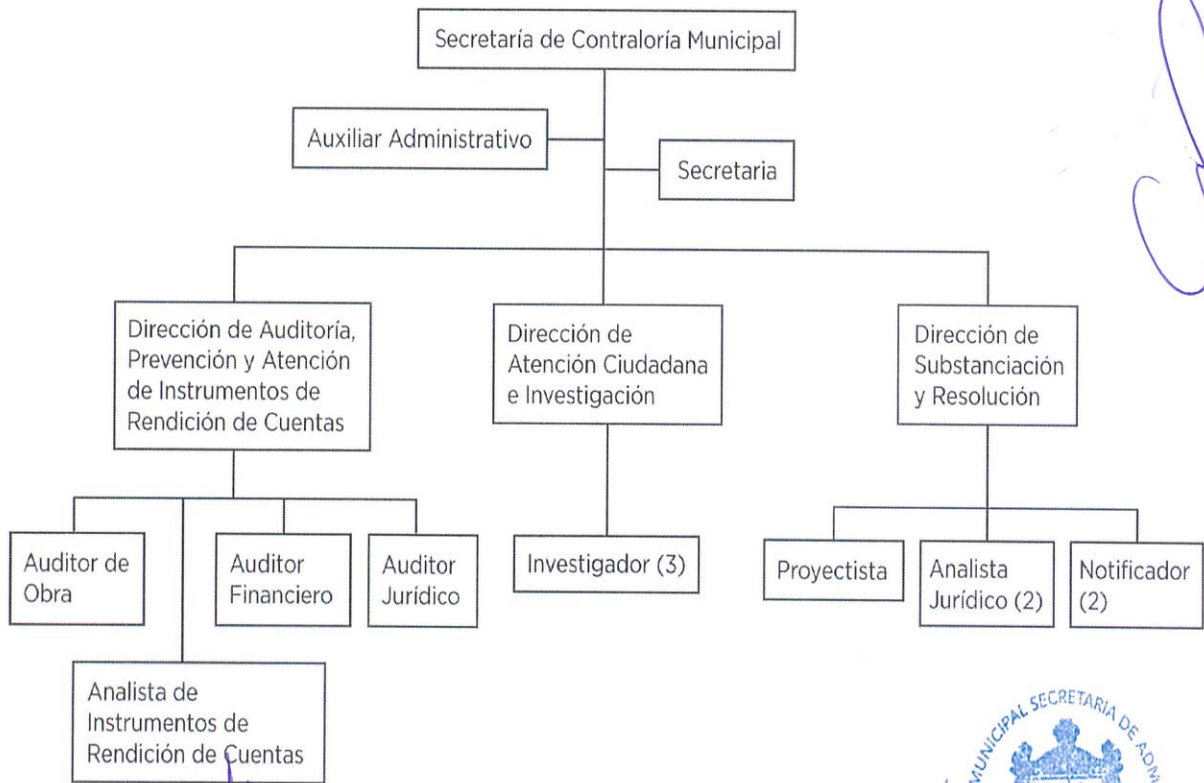 Secretaría de Contraloría Municipal
Auxiliar Administrativo
Secretaria
Dirección de Auditoría,
Prevención y Atención
de Instrumentos de
Rendición de Cuentas
Dirección de
Atención Ciudadana
e Investigación
Dirección de
Substanciación
y Resolución
Auditor de
Obra
Auditor
Financiero
Auditor
Jurídico
Investigador (3)
Proyectista
Analista
Jurídico (2)
Notificador
(2)
Analista de
Instrumentos de
Rendición de Cuentas
MUNICIPAL SECRETARIA DE